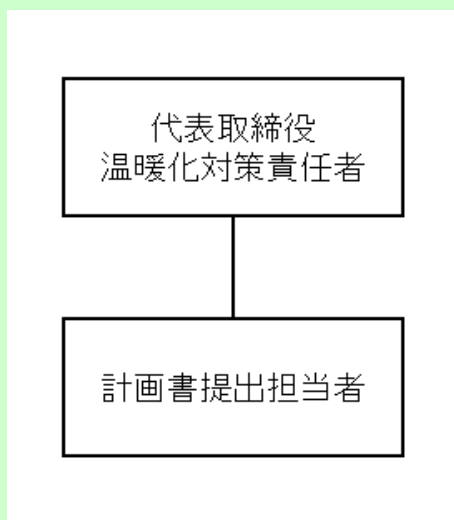 代表取締役
温暖化対策責任者
計画書提出担当者